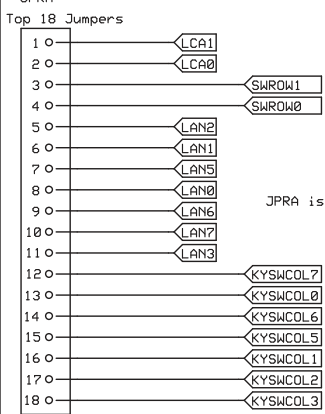 Top 18 Jumpers
1 LCA1
2 LCA0
3 SWROW1
4 SWROW0
5 LAN2
6 LAN1
7 LAN5
8 LAN0
9 LAN6
JPRA is
10 LAN7
11 LAN3
12 KYSWCOL7
13 KYSWCOL0
14 KYSWCOL6
15 KYSWCOL5
16 KYSWCOL1
17 KYSWCOL2
18 KYSWCOL3